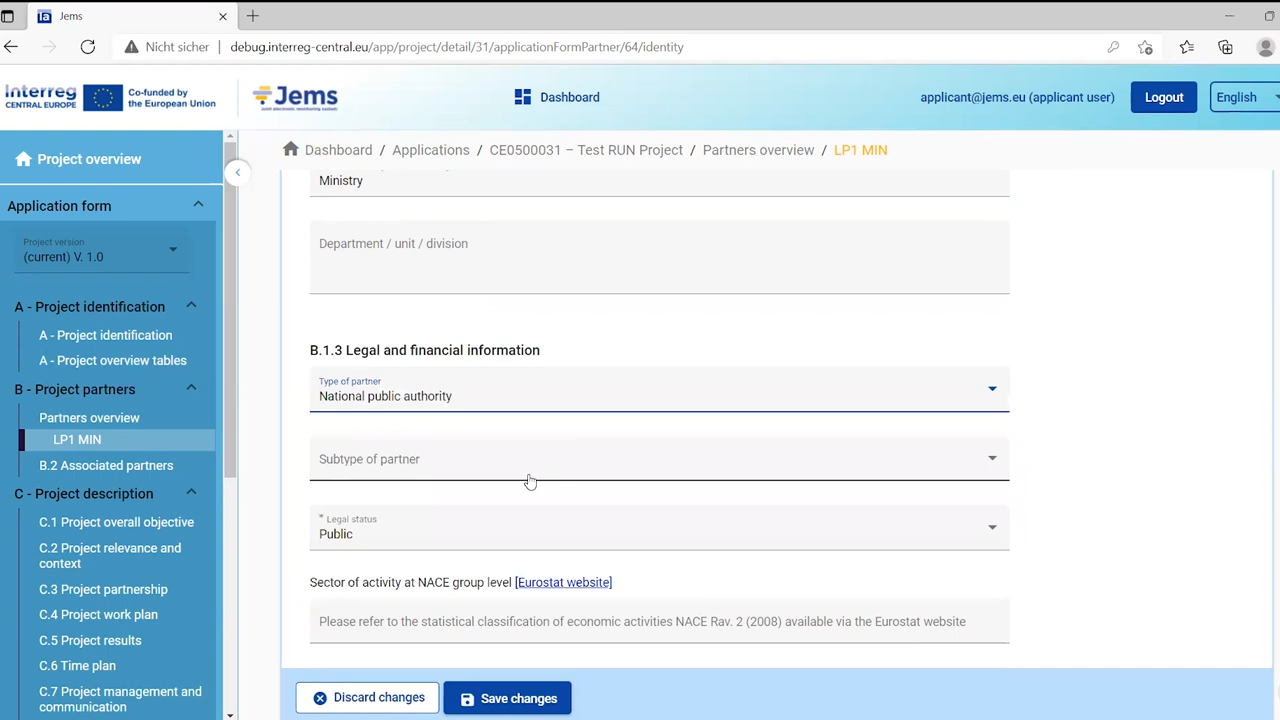 Jems
Nicht sicher
debug.interreg-central.eu/app/project/detail/31/applicationFormPartner/64/identity
Interreg
CENTRAL EUROPE
Co-funded by
the European Union
Jems
Dashboard
applicant@jems.eu (applicant user)
Logout
English
Project overview
Dashboard / Applications / CE0500031 – Test RUN Project / Partners overview / LP1 MIN
Application form
Project version
(current) V. 1.0
A - Project identification
A - Project identification
A - Project overview tables
B - Project partners
Partners overview
LP1 MIN
B.2 Associated partners
C - Project description
C.1 Project overall objective
C.2 Project relevance and
context
C.3 Project partnership
C.4 Project work plan
C.5 Project results
C.6 Time plan
C.7 Project management and
communication
Ministry
Department / unit / division
B.1.3 Legal and financial information
Type of partner
National public authority
Subtype of partner
* Legal status
Public
Sector of activity at NACE group level [Eurostat website]
Please refer to the statistical classification of economic activities NACE Rav. 2 (2008) available via the Eurostat website
Discard changes
Save changes